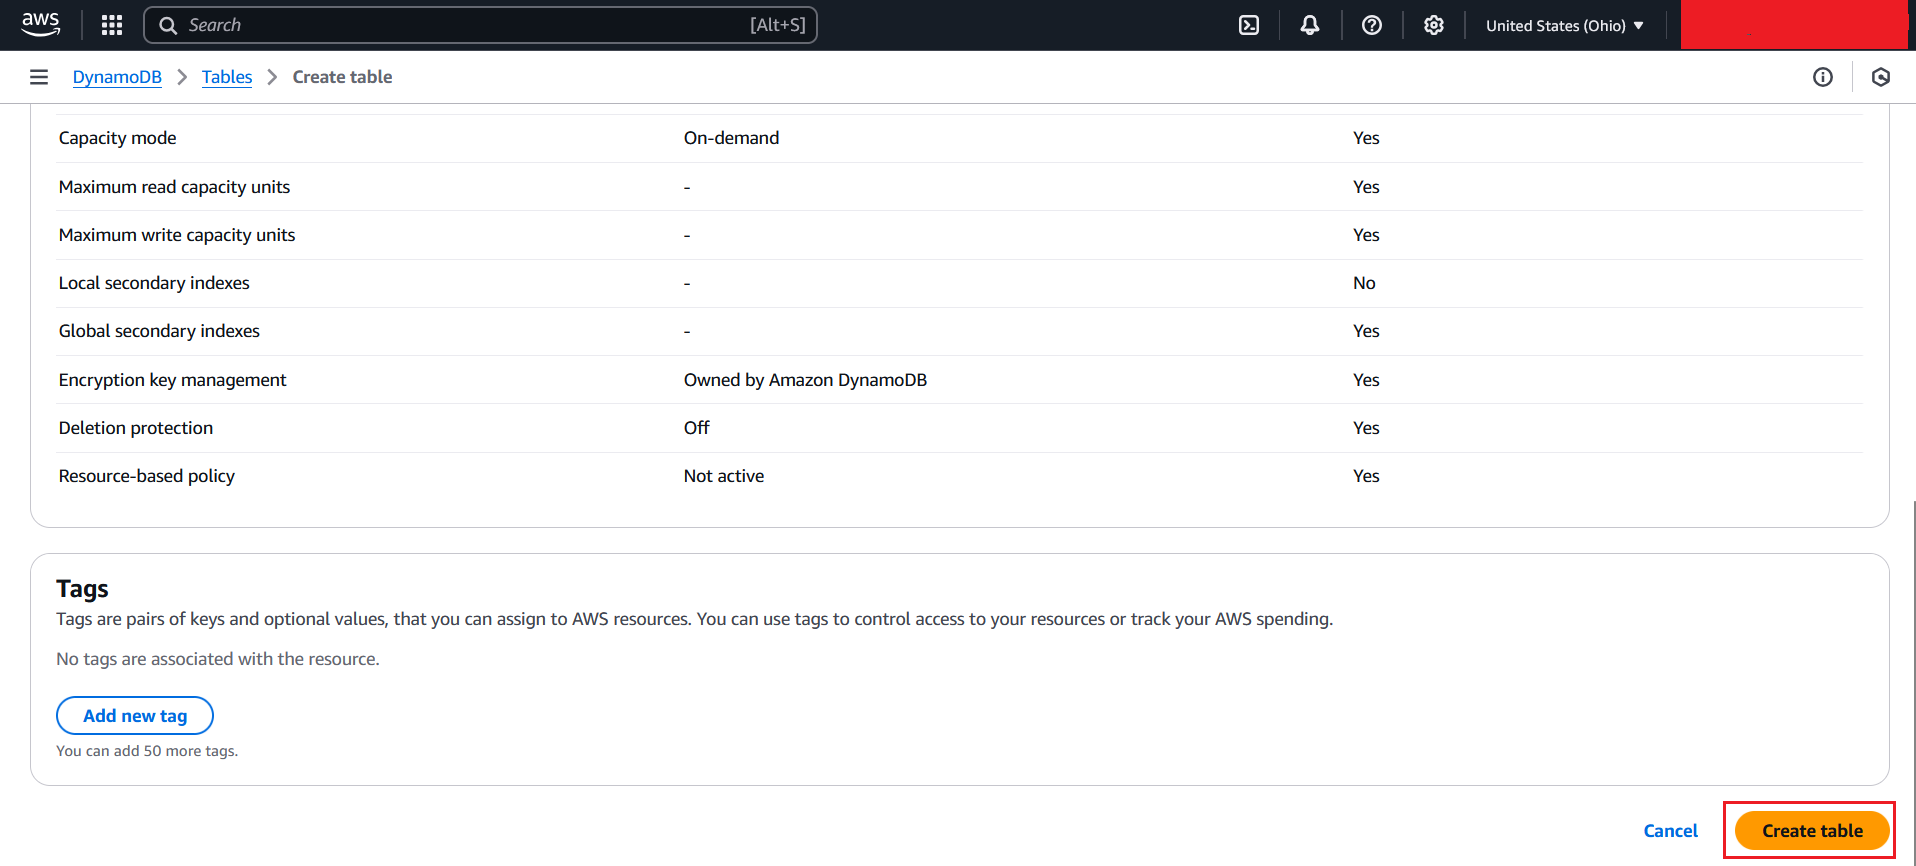 aws Search [Alt+S] United States (Ohio)
DynamoDB Tables Create table
Capacity mode On-demand Yes
Maximum read capacity units - Yes
Maximum write capacity units - Yes
Local secondary indexes - No
Global secondary indexes - Yes
Encryption key management Owned by Amazon DynamoDB Yes
Deletion protection Off Yes
Resource-based policy Not active Yes
Tags
Tags are pairs of keys and optional values, that you can assign to AWS resources. You can use tags to control access to your resources or track your AWS spending.
No tags are associated with the resource.
Add new tag
You can add 50 more tags.
Cancel Create table